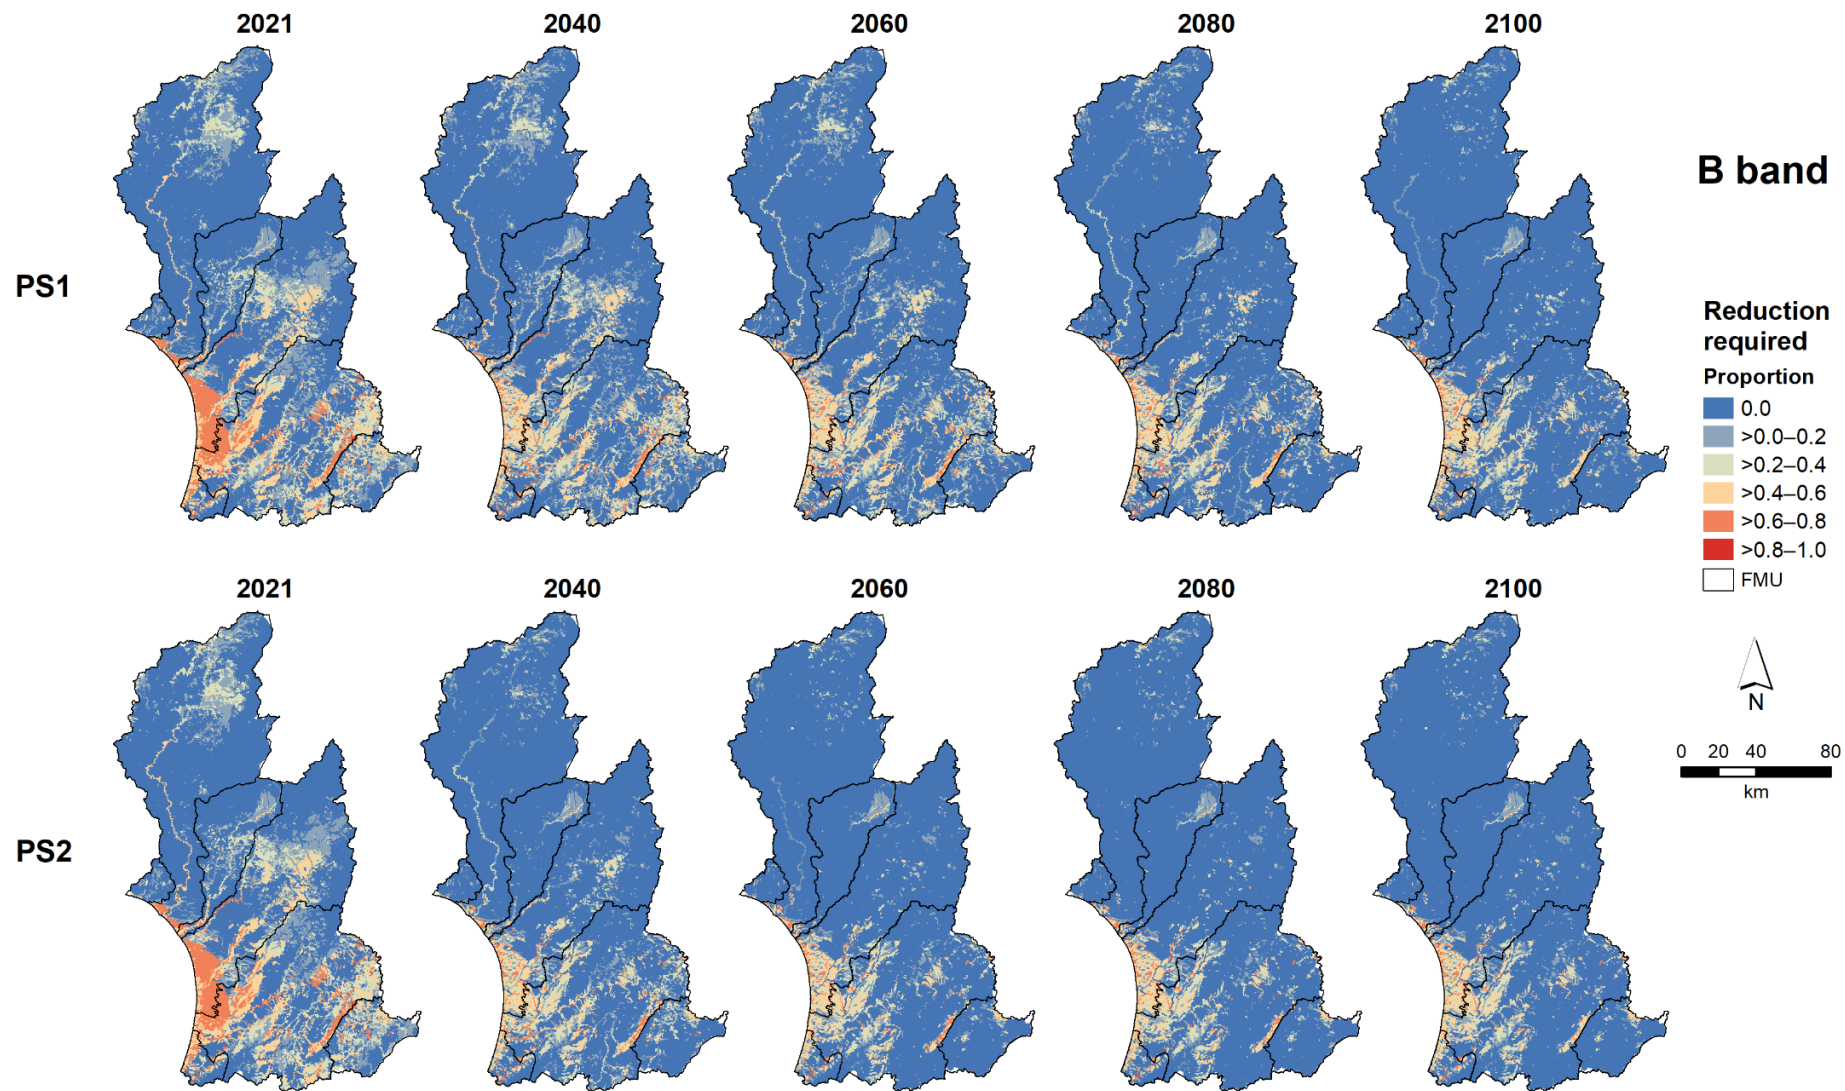 2021 2040 2060 2080 2100
B band
PS1
Reduction
required
Proportion
0.0
>0.0–0.2
>0.2–0.4
>0.4–0.6
>0.6–0.8
>0.8–1.0
FMU
2021 2040 2060 2080 2100
N
0 20 40 80
km
PS2